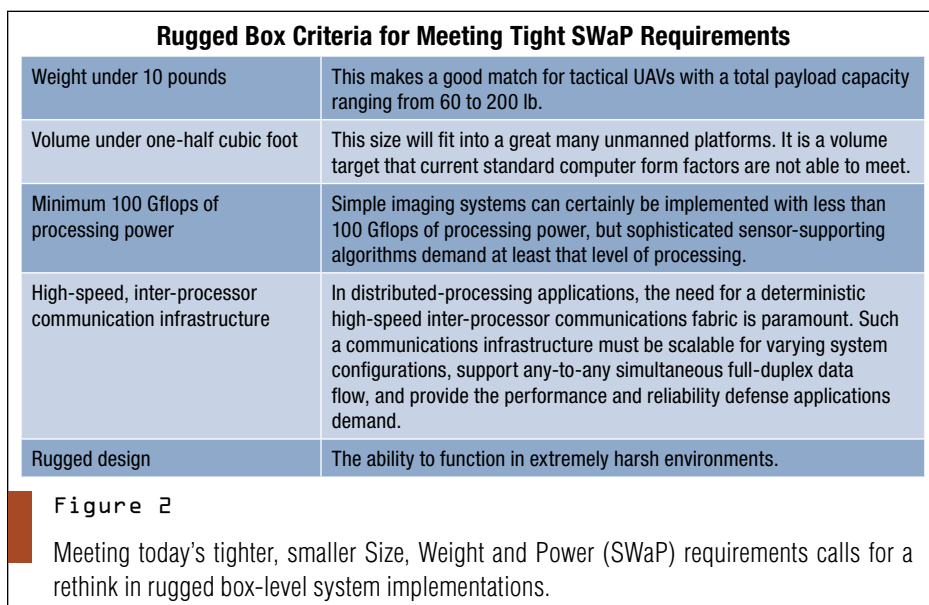 Rugged Box Criteria for Meeting Tight SWaP Requirements
Weight under 10 pounds
This makes a good match for tactical UAVs with a total payload capacity
ranging from 60 to 200 lb.
Volume under one-half cubic foot
This size will fit into a great many unmanned platforms. It is a volume
target that current standard computer form factors are not able to meet.
Minimum 100 Gflops of
processing power
Simple imaging systems can certainly be implemented with less than
100 Gflops of processing power, but sophisticated sensor-supporting
algorithms demand at least that level of processing.
High-speed, inter-processor
communication infrastructure
In distributed-processing applications, the need for a deterministic
high-speed inter-processor communications fabric is paramount. Such
a communications infrastructure must be scalable for varying system
configurations, support any-to-any simultaneous full-duplex data
flow, and provide the performance and reliability defense applications
demand.
Rugged design
The ability to function in extremely harsh environments.
Figure 2
Meeting today's tighter, smaller Size, Weight and Power (SWaP) requirements calls for a
rethink in rugged box-level system implementations.